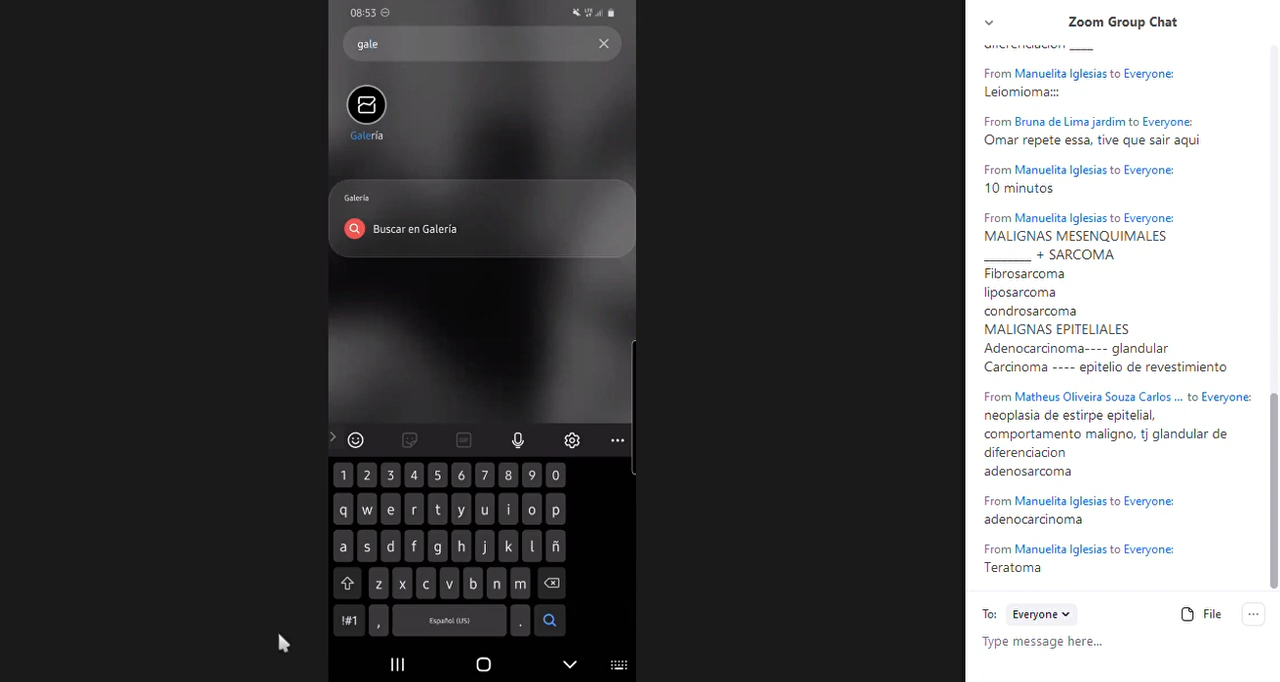 08:53
gale
Galería
Galería
Buscar en Galería
1 2 3 4 5 6 7 8 9 0
q w e r t y u i o p
a s d f g h j k l ñ
z x c v b n m
!#1 , Español (US) .
Zoom Group Chat
diferenciacion ____
From Manuelita Iglesias to Everyone:
Leiomioma:::
From Bruna de Lima jardim to Everyone:
Omar repete essa, tive que sair aqui
From Manuelita Iglesias to Everyone:
10 minutos
From Manuelita Iglesias to Everyone:
MALIGNAS MESENQUIMALES
________ + SARCOMA
Fibrosarcoma
liposarcoma
condrosarcoma
MALIGNAS EPITELIALES
Adenocarcinoma---- glandular
Carcinoma ---- epitelio de revestimiento
From Matheus Oliveira Souza Carlos ... to Everyone:
neoplasia de estirpe epitelial,
comportamento maligno, tj glandular de
diferenciacion
adenosarcoma
From Manuelita Iglesias to Everyone:
adenocarcinoma
From Manuelita Iglesias to Everyone:
Teratoma
To: Everyone File ...
Type message here...